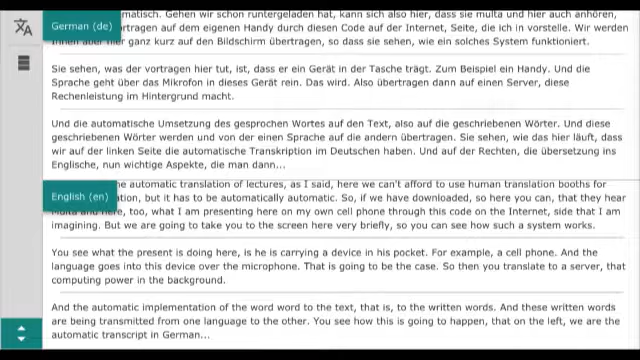 German (de)
matisch. Gehen wir schon runtergeladen hat, kann sich also hier, dass sie multa und hier auch anhören,
ortragen auf dem eigenen Handy durch diesen Code auf der Internet, Seite, die ich in vorstelle. Wir werden
Ihnen aber hier ganz kurz auf den Bildschirm übertragen, so dass sie sehen, wie ein solches System funktioniert.
Sie sehen, was der vortragen hier tut, ist, dass er ein Gerät in der Tasche trägt. Zum Beispiel ein Handy. Und die
Sprache geht über das Mikrofon in dieses Gerät rein. Das wird. Also übertragen dann auf einen Server, diese
Rechenleistung im Hintergrund macht.
Und die automatische Umsetzung des gesprochen Wortes auf den Text, also auf die geschriebenen Wörter. Und diese
geschriebenen Wörter werden und von der einen Sprache auf die andern übertragen. Sie sehen, wie das hier läuft, dass
wir auf der linken Seite die automatische Transkription im Deutschen haben. Und auf der Rechten, die übersetzung ins
Englische, nun wichtige Aspekte, die man dann...
English (en)
he automatic translation of lectures, as I said, here we can't afford to use human translation booths for
ation, but it has to be automatically automatic. So, if we have downloaded, so here you can, that they hear
Multa and here, too, what I am presenting here on my own cell phone through this code on the Internet, side that I am
imagining. But we are going to take you to the screen here very briefly, so you can see how such a system works.
You see what the present is doing here, is he is carrying a device in his pocket. For example, a cell phone. And the
language goes into this device over the microphone. That is going to be the case. So then you translate to a server, that
computing power in the background.
And the automatic implementation of the word word to the text, that is, to the written words. And these written words
are being transmitted from one language to the other. You see how this is going to happen, that on the left, we are the
automatic transcript in German...